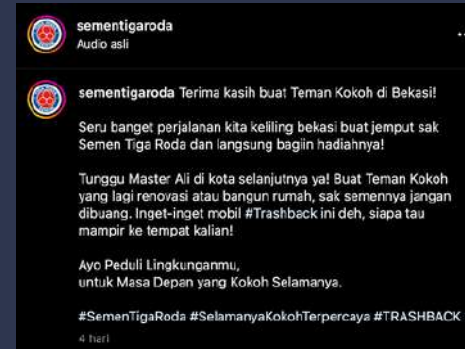 sementigaroda
Audio asli
sementigaroda Terima kasih buat Teman Kokoh di Bekasi!
Seru banget perjalanan kita keliling bekasi buat jemput sak
Semen Tiga Roda dan langsung bagiin hadiahnya!
Tunggu Master Ali di kota selanjutnya ya! Buat Teman Kokoh
yang lagi renovasi atau bangun rumah, sak semennya jangan
dibuang. Inget-inget mobil #Trashback ini deh, siapa tau
mampir ke tempat kalian!
Ayo Peduli Lingkunganmu,
untuk Masa Depan yang Kokoh Selamanya.
#SemenTigaRoda #SelamanyaKokohTerpercaya #TRASHBACK
4 hari